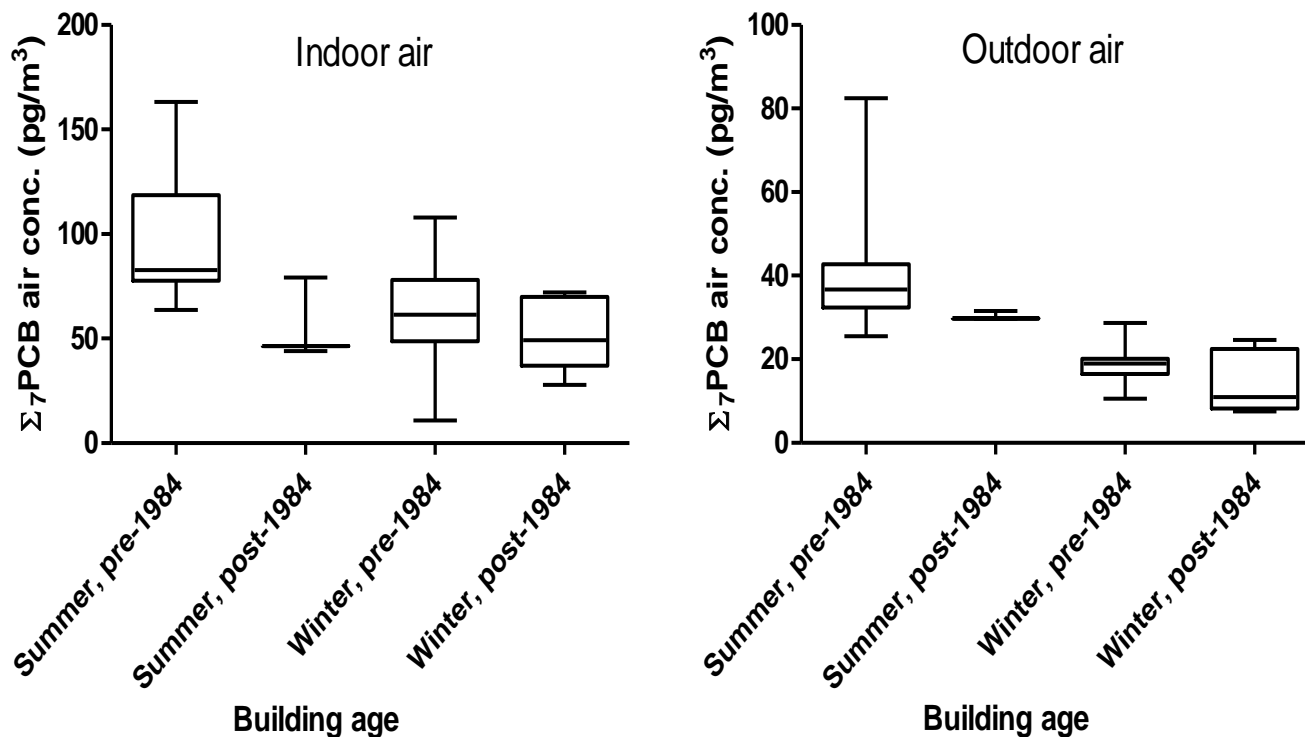 Indoor air
Σ₇PCB air conc. (pg/m³)
200
150
100
50
0
Summer, pre-1984
Summer, post-1984
Winter, pre-1984
Winter, post-1984
Building age
Outdoor air
Σ₇PCB air conc. (pg/m³)
100
80
60
40
20
0
Summer, pre-1984
Summer, post-1984
Winter, pre-1984
Winter, post-1984
Building age